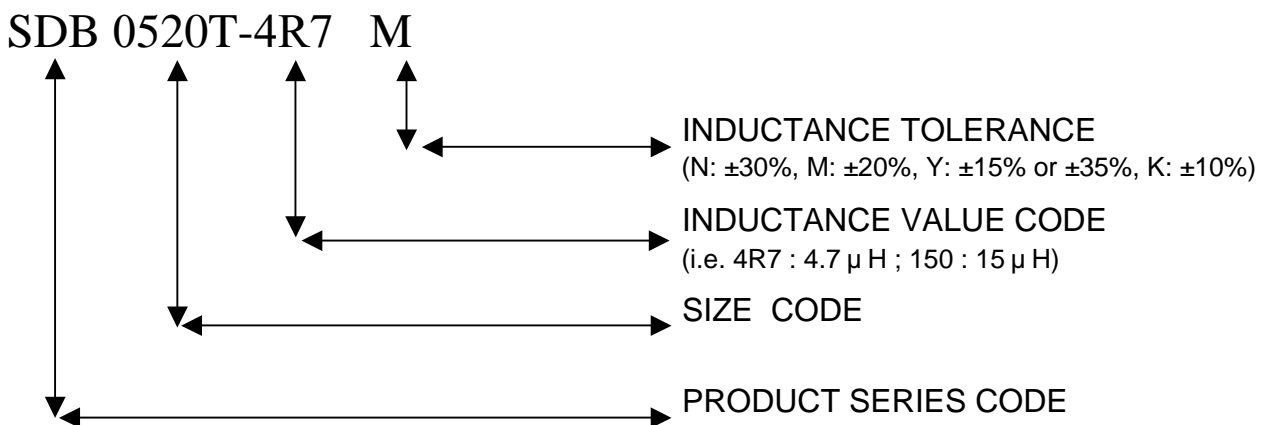 SDB 0520T-4R7 M
INDUCTANCE TOLERANCE
(N: ±30%, M: ±20%, Y: ±15% or ±35%, K: ±10%)
INDUCTANCE VALUE CODE
(i.e. 4R7 : 4.7 μ H ; 150 : 15 μ H)
SIZE CODE
PRODUCT SERIES CODE